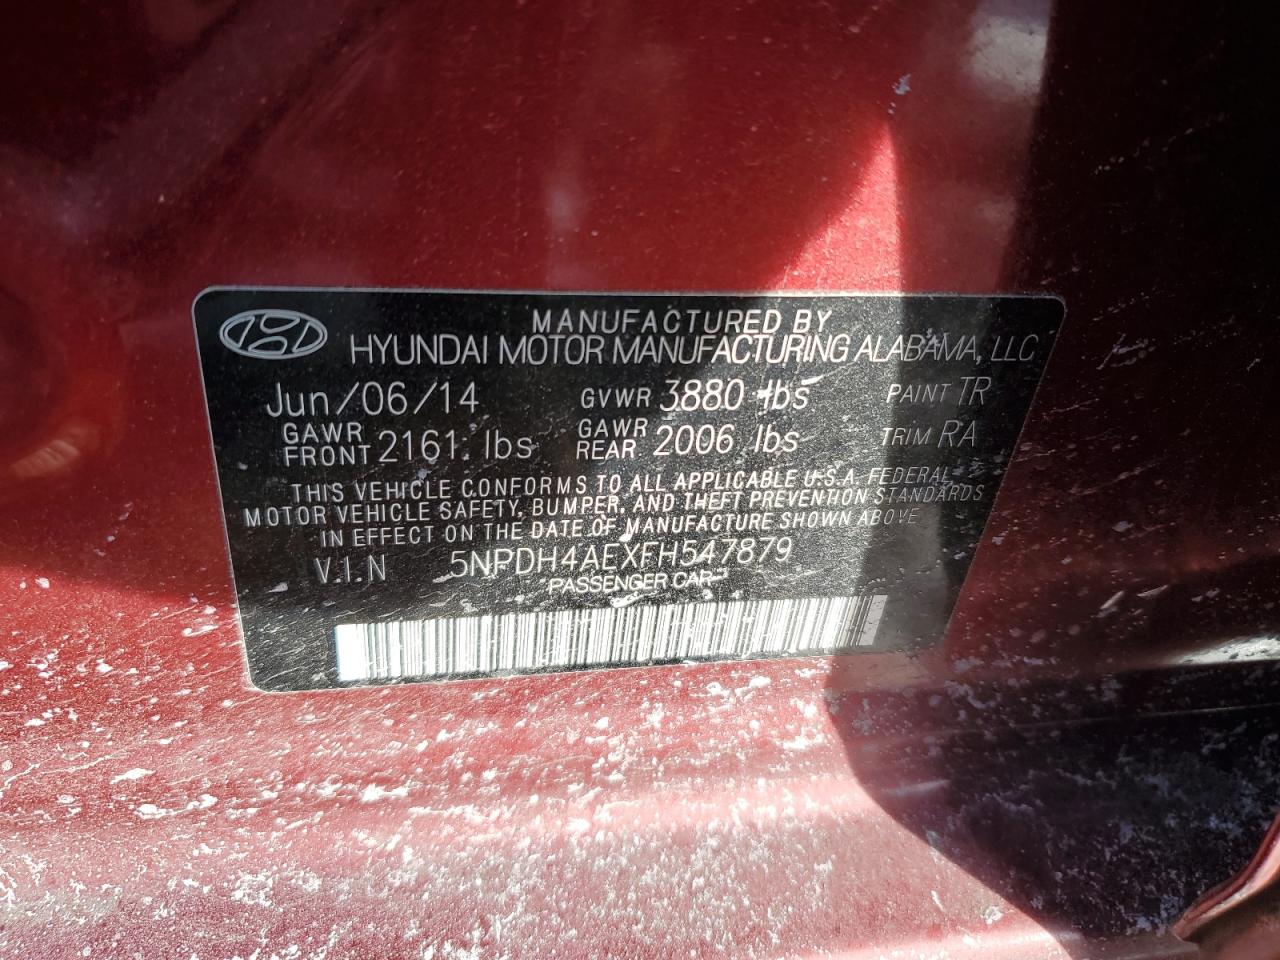 MANUFACTURED BY
HYUNDAI MOTOR MANUFACTURING ALABAMA, LLC
Jun/06/14 GVWR 3880 lbs PAINT TR
GAWR FRONT 2161 lbs GAWR REAR 2006 lbs TRIM RA
THIS VEHICLE CONFORMS TO ALL APPLICABLE U.S.A. FEDERAL
MOTOR VEHICLE SAFETY, BUMPER, AND THEFT PREVENTION STANDARDS
IN EFFECT ON THE DATE OF MANUFACTURE SHOWN ABOVE
V.I.N 5NPDH4AEXFH547879
PASSENGER CAR